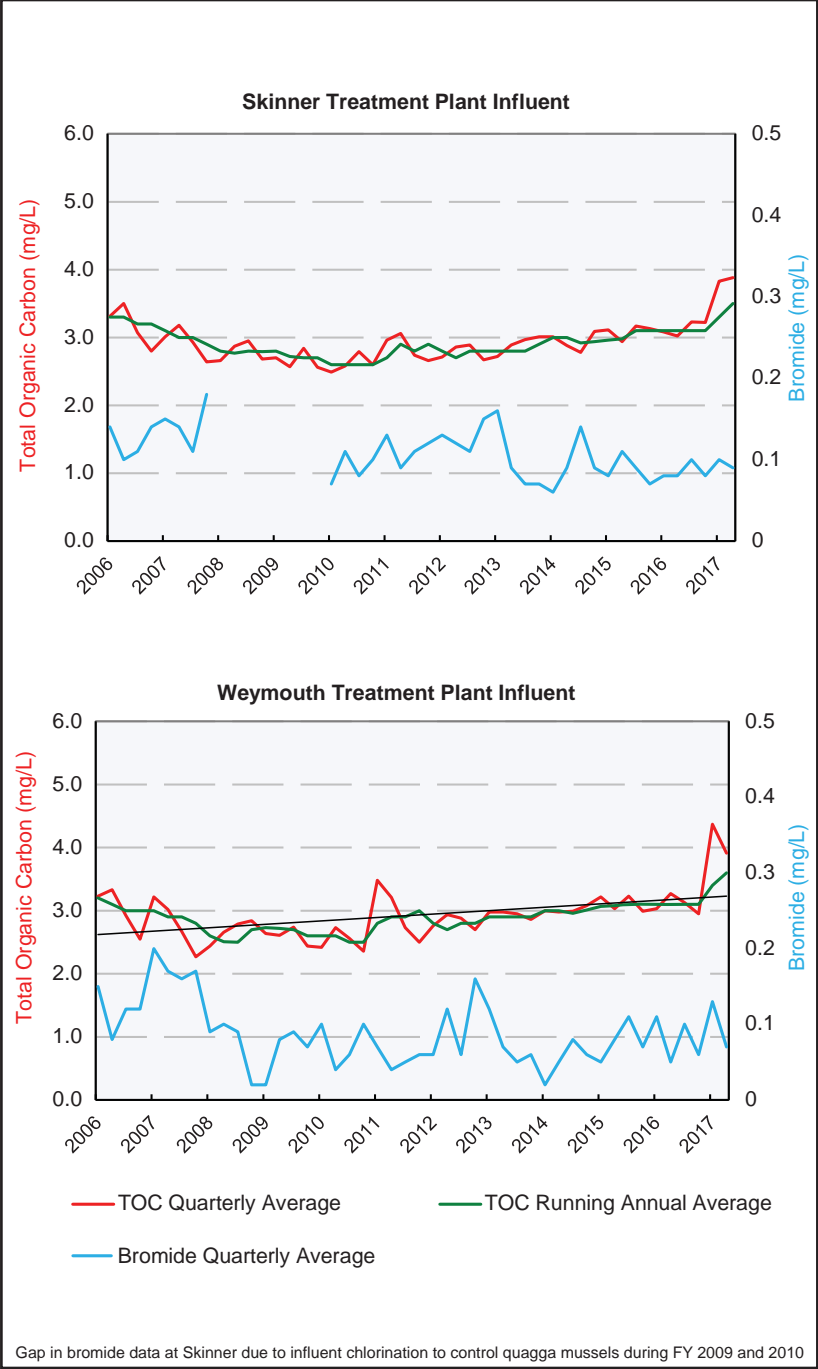 Skinner Treatment Plant Influent
Total Organic Carbon (mg/L)
6.0
5.0
4.0
3.0
2.0
1.0
0.0
0.5
0.4
0.3
0.2
0.1
0
Bromide (mg/L)
2006 2007 2008 2009 2010 2011 2012 2013 2014 2015 2016 2017
Weymouth Treatment Plant Influent
Total Organic Carbon (mg/L)
6.0
5.0
4.0
3.0
2.0
1.0
0.0
0.5
0.4
0.3
0.2
0.1
0
Bromide (mg/L)
2006 2007 2008 2009 2010 2011 2012 2013 2014 2015 2016 2017
TOC Quarterly Average TOC Running Annual Average
Bromide Quarterly Average
Gap in bromide data at Skinner due to influent chlorination to control quagga mussels during FY 2009 and 2010